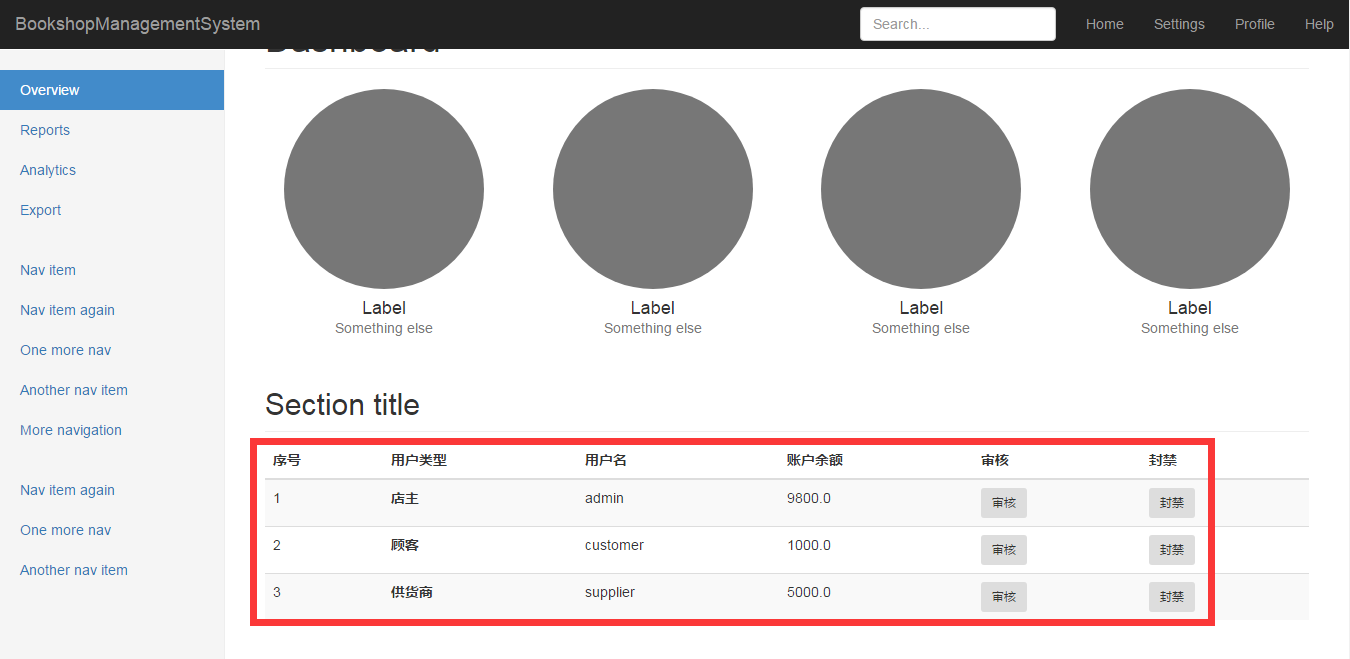 BookshopManagementSystem
Search...
Home Settings Profile Help
Dashboard
Overview
Reports
Analytics
Export
Nav item
Nav item again
One more nav
Another nav item
More navigation
Nav item again
One more nav
Another nav item
Label Label Label Label
Something else Something else Something else Something else
Section title
序号 用户类型 用户名 账户余额 审核 封禁
1 店主 admin 9800.0 审核 封禁
2 顾客 customer 1000.0 审核 封禁
3 供货商 supplier 5000.0 审核 封禁